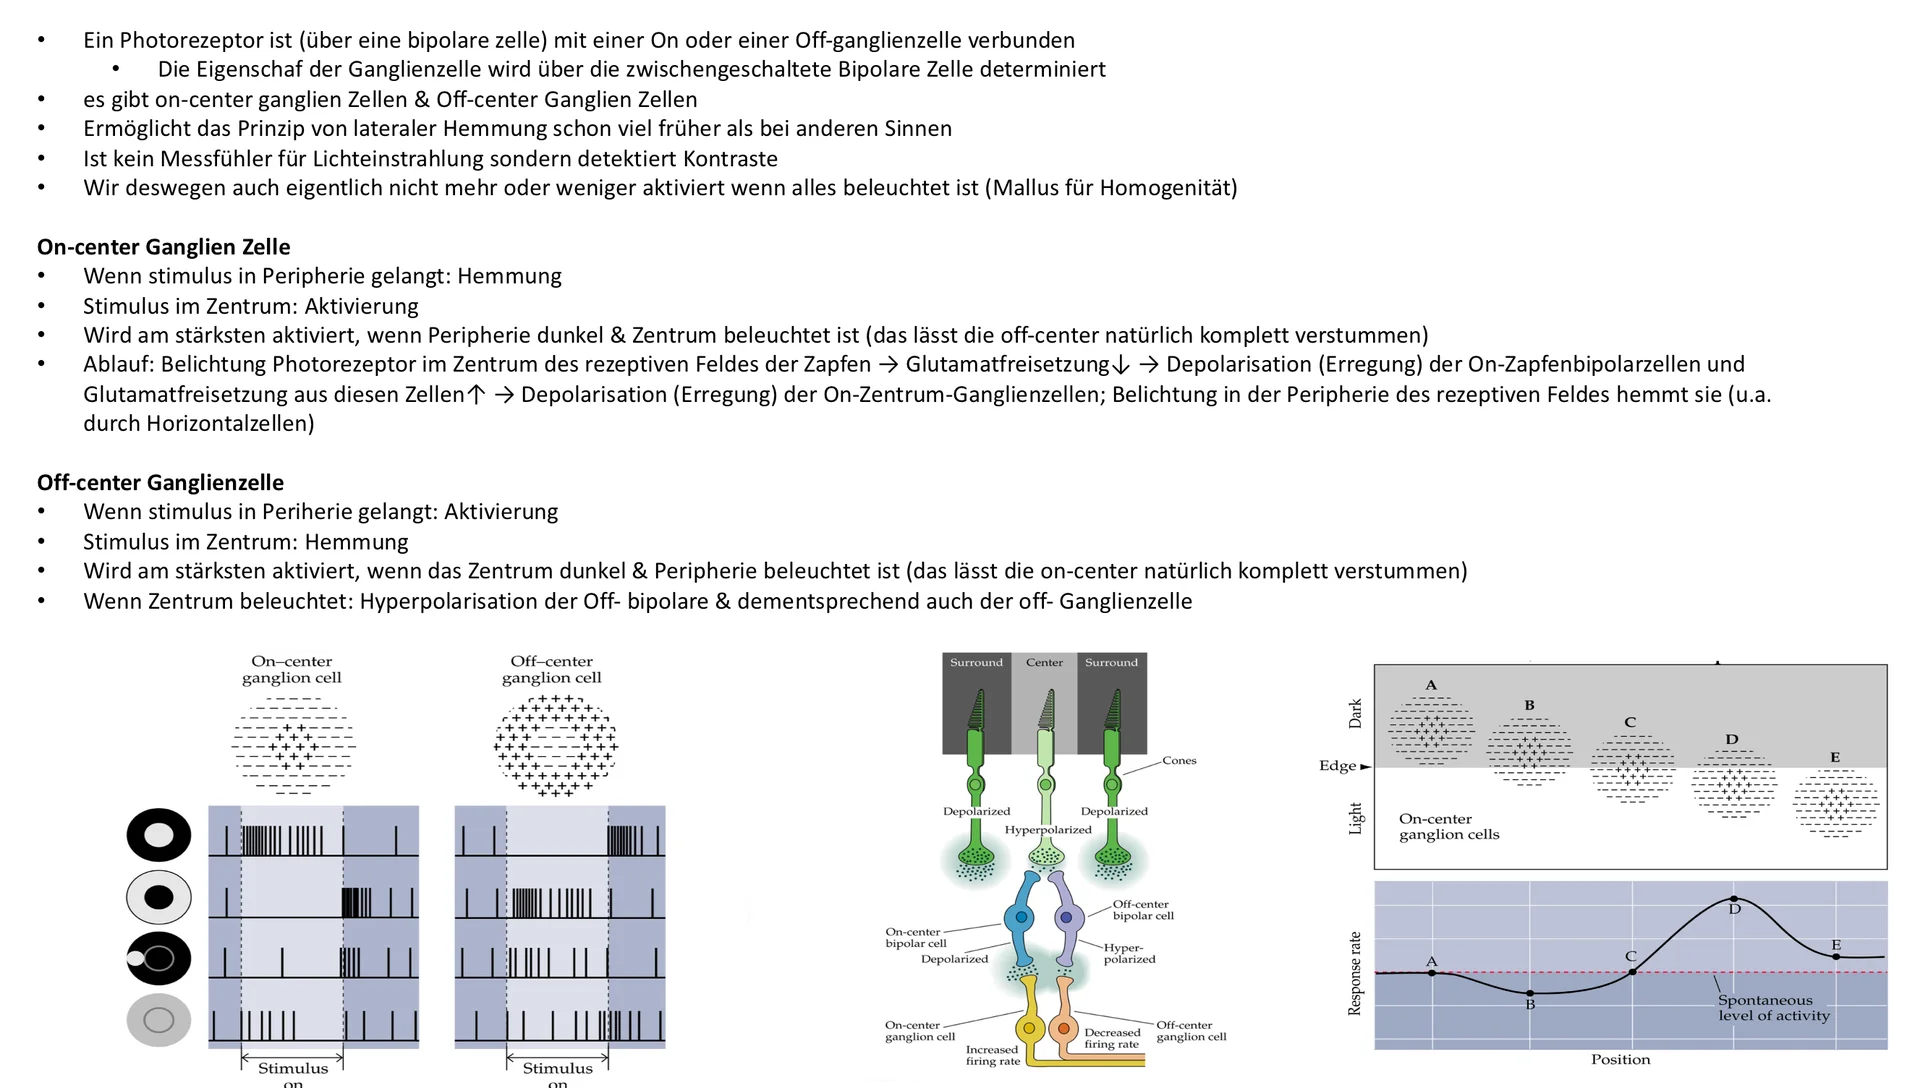 • Ein Photorezeptor ist (über eine bipolare zelle) mit einer On oder einer Off-ganglienzelle verbunden
• Die Eigenschaf der Ganglienzelle wird über die zwischengeschaltete Bipolare Zelle determiniert
• es gibt on-center ganglien Zellen & Off-center Ganglien Zellen
• Ermöglicht das Prinzip von lateraler Hemmung schon viel früher als bei anderen Sinnen
• Ist kein Messfühler für Lichteinstrahlung sondern detektiert Kontraste
• Wir deswegen auch eigentlich nicht mehr oder weniger aktiviert wenn alles beleuchtet ist (Mallus für Homogenität)
On-center Ganglien Zelle
• Wenn stimulus in Peripherie gelangt: Hemmung
• Stimulus im Zentrum: Aktivierung
• Wird am stärksten aktiviert, wenn Peripherie dunkel & Zentrum beleuchtet ist (das lässt die off-center natürlich komplett verstummen)
• Ablauf: Belichtung Photorezeptor im Zentrum des rezeptiven Feldes der Zapfen → Glutamatfreisetzung↓ → Depolarisation (Erregung) der On-Zapfenbipolarzellen und
Glutamatfreisetzung aus diesen Zellen↑ → Depolarisation (Erregung) der On-Zentrum-Ganglienzellen; Belichtung in der Peripherie des rezeptiven Feldes hemmt sie (u.a.
durch Horizontalzellen)
Off-center Ganglienzelle
• Wenn stimulus in Periherie gelangt: Aktivierung
• Stimulus im Zentrum: Hemmung
• Wird am stärksten aktiviert, wenn das Zentrum dunkel & Peripherie beleuchtet ist (das lässt die on-center natürlich komplett verstummen)
• Wenn Zentrum beleuchtet: Hyperpolarisation der Off- bipolare & dementsprechend auch der off- Ganglienzelle
On–center
ganglion cell
Off–center
ganglion cell
Stimulus
on
Stimulus
on
Surround
Center
Surround
Cones
Depolarized
Depolarized
Hyperpolarized
Off-center
bipolar cell
On-center
bipolar cell
Depolarized
Hyper-
polarized
On-center
ganglion cell
Increased
firing rate
Decreased
firing rate
Off-center
ganglion cell
Dark
Edge
Light
A
B
C
D
E
On-center
ganglion cells
Response rate
A
B
C
D
E
Spontaneous
level of activity
Position